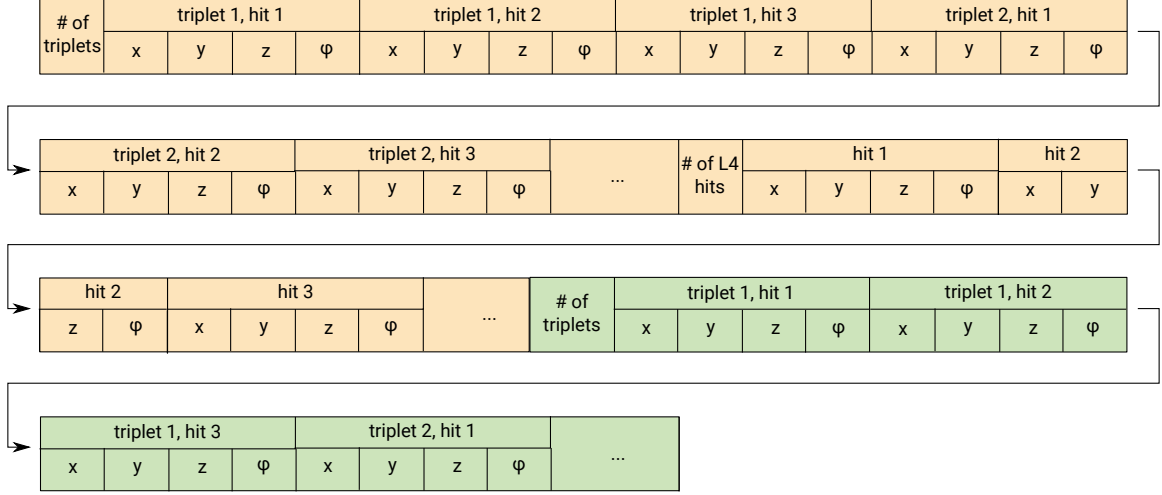 # of triplets triplet 1, hit 1 triplet 1, hit 2 triplet 1, hit 3 triplet 2, hit 1
x y z φ x y z φ x y z φ x y z φ
triplet 2, hit 2 triplet 2, hit 3 ... # of L4 hits hit 1 hit 2
x y z φ x y z φ x y z φ x y
hit 2 hit 3 ... # of triplets triplet 1, hit 1 triplet 1, hit 2
z φ x y z φ x y z φ x y z φ
triplet 1, hit 3 triplet 2, hit 1 ...
x y z φ x y z φ